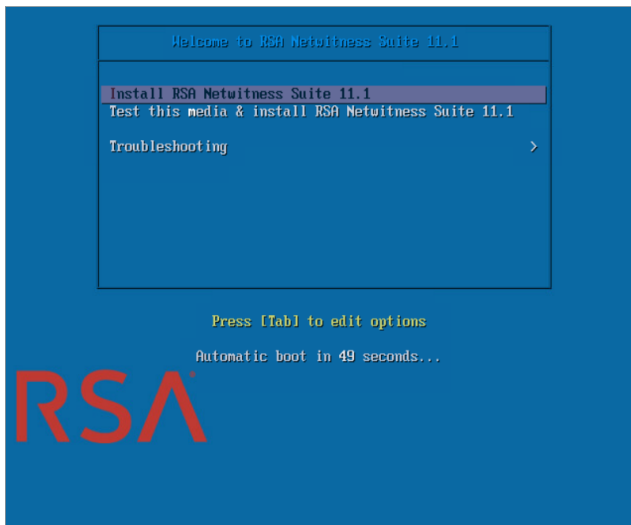 Welcome to RSA Netwitness Suite 11.1
Install RSA Netwitness Suite 11.1
Test this media & install RSA Netwitness Suite 11.1
Troubleshooting >
Press [Tab] to edit options
Automatic boot in 49 seconds...
RSA